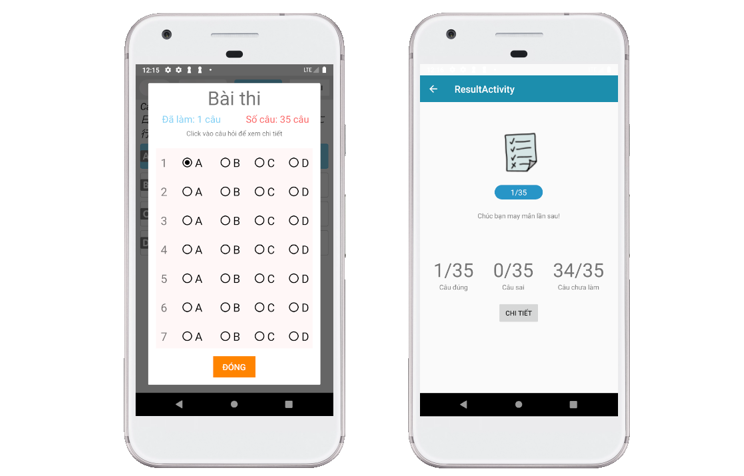 12:15
LTE
Bài thi
Đã làm: 1 câu Số câu: 35 câu
Click vào câu hỏi để xem chi tiết
1 A B C D
2 A B C D
3 A B C D
4 A B C D
5 A B C D
6 A B C D
7 A B C D
ĐÓNG
ResultActivity
1/35
Chúc bạn may mắn lần sau!
1/35 0/35 34/35
Câu đúng Câu sai Câu chưa làm
CHI TIẾT